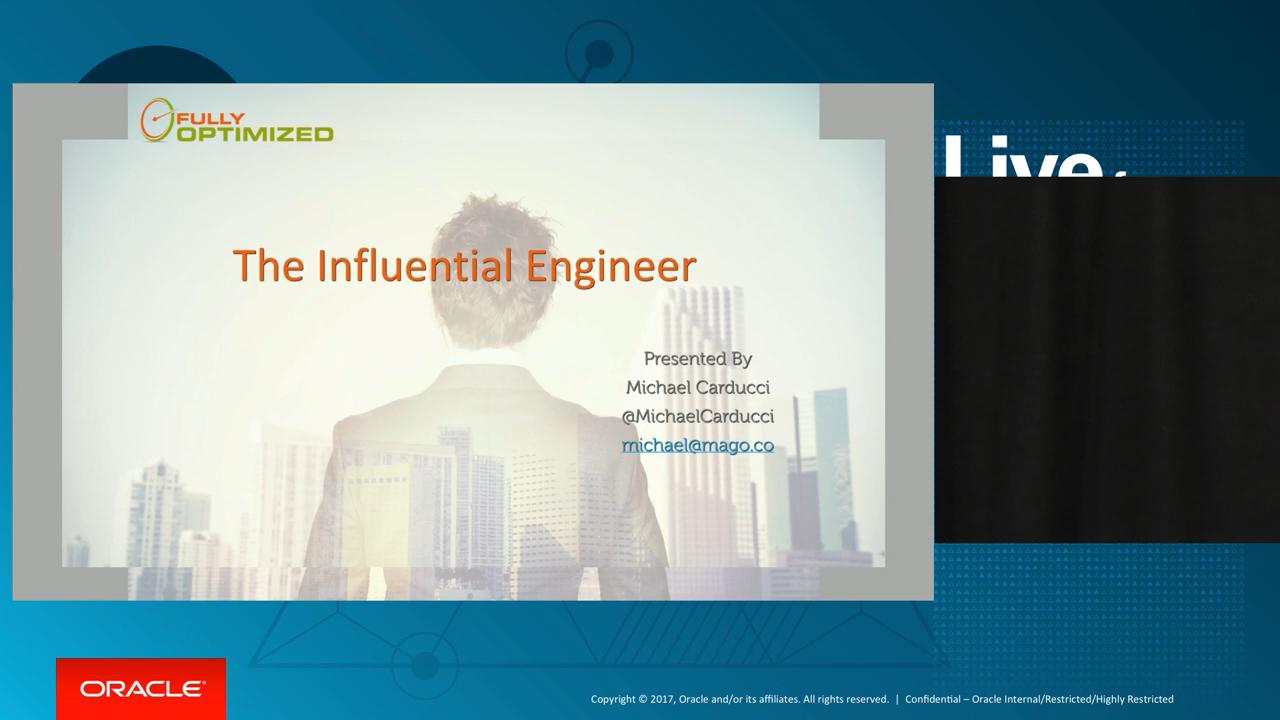 FULLY
OPTIMIZED
Live
The Influential Engineer
Presented By
Michael Carducci
@MichaelCarducci
michael@mago.co
ORACLE®
Copyright © 2017, Oracle and/or its affiliates. All rights reserved. | Confidential – Oracle Internal/Restricted/Highly Restricted